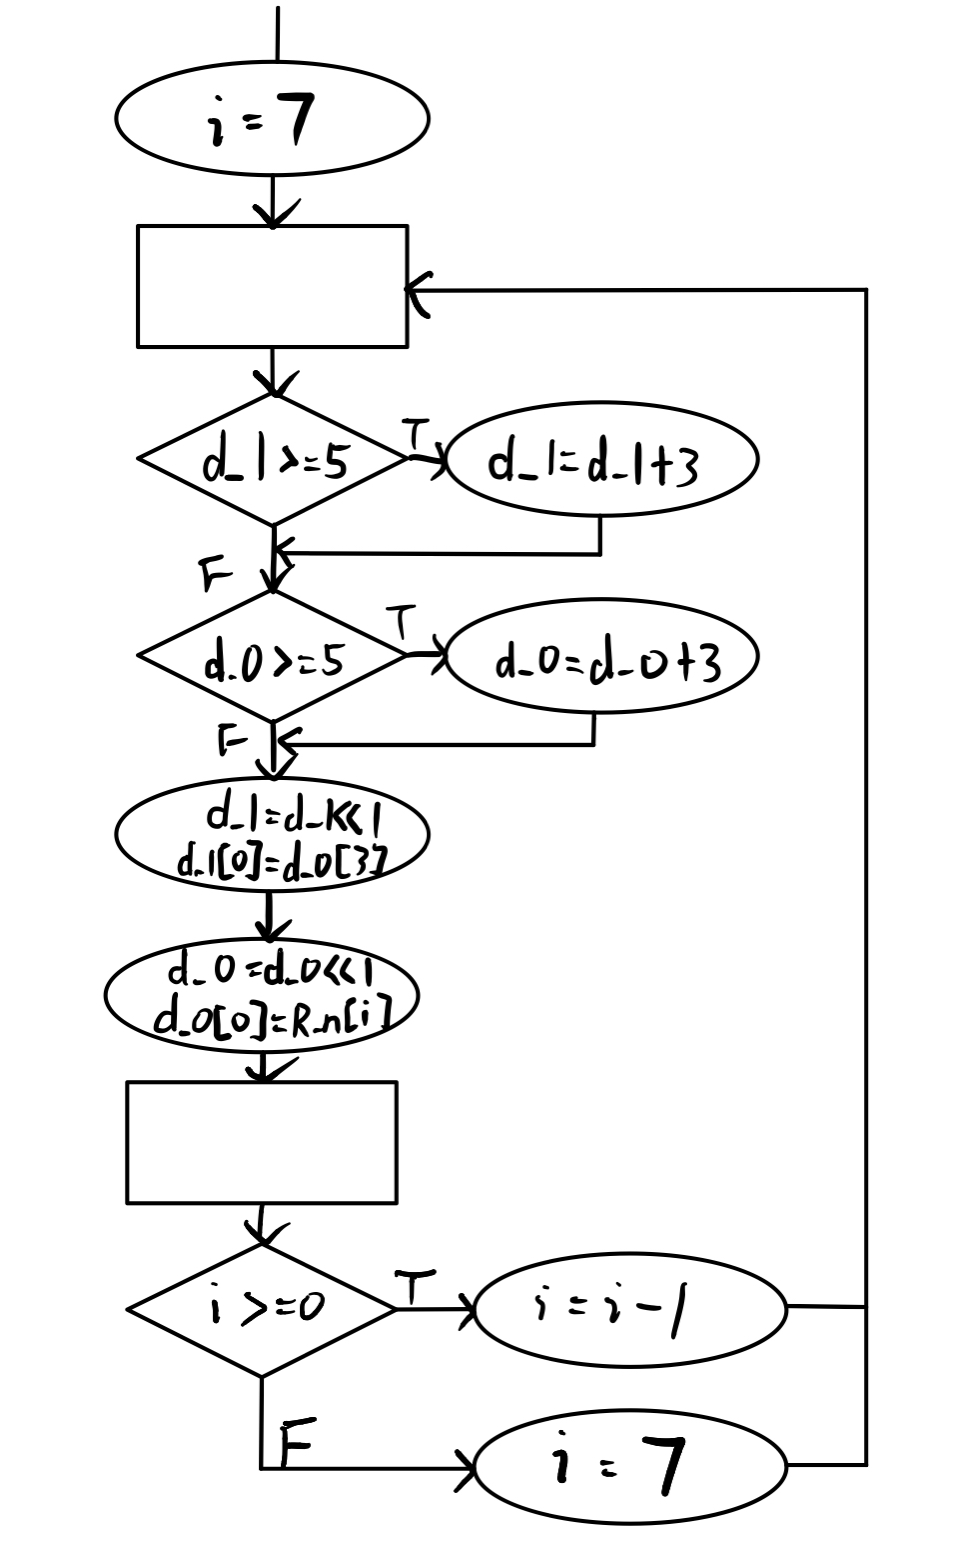 i = 7
d_1>=5
T
d_1=d_1+3
F
d_0>=5
T
d_0=d_0+3
F
d_1=d_1<<1
d_1[0]=d_0[3]
d_0=d_0<<1
d_0[0]=R_n[i]
i>=0
T
i=i-1
F
i=7